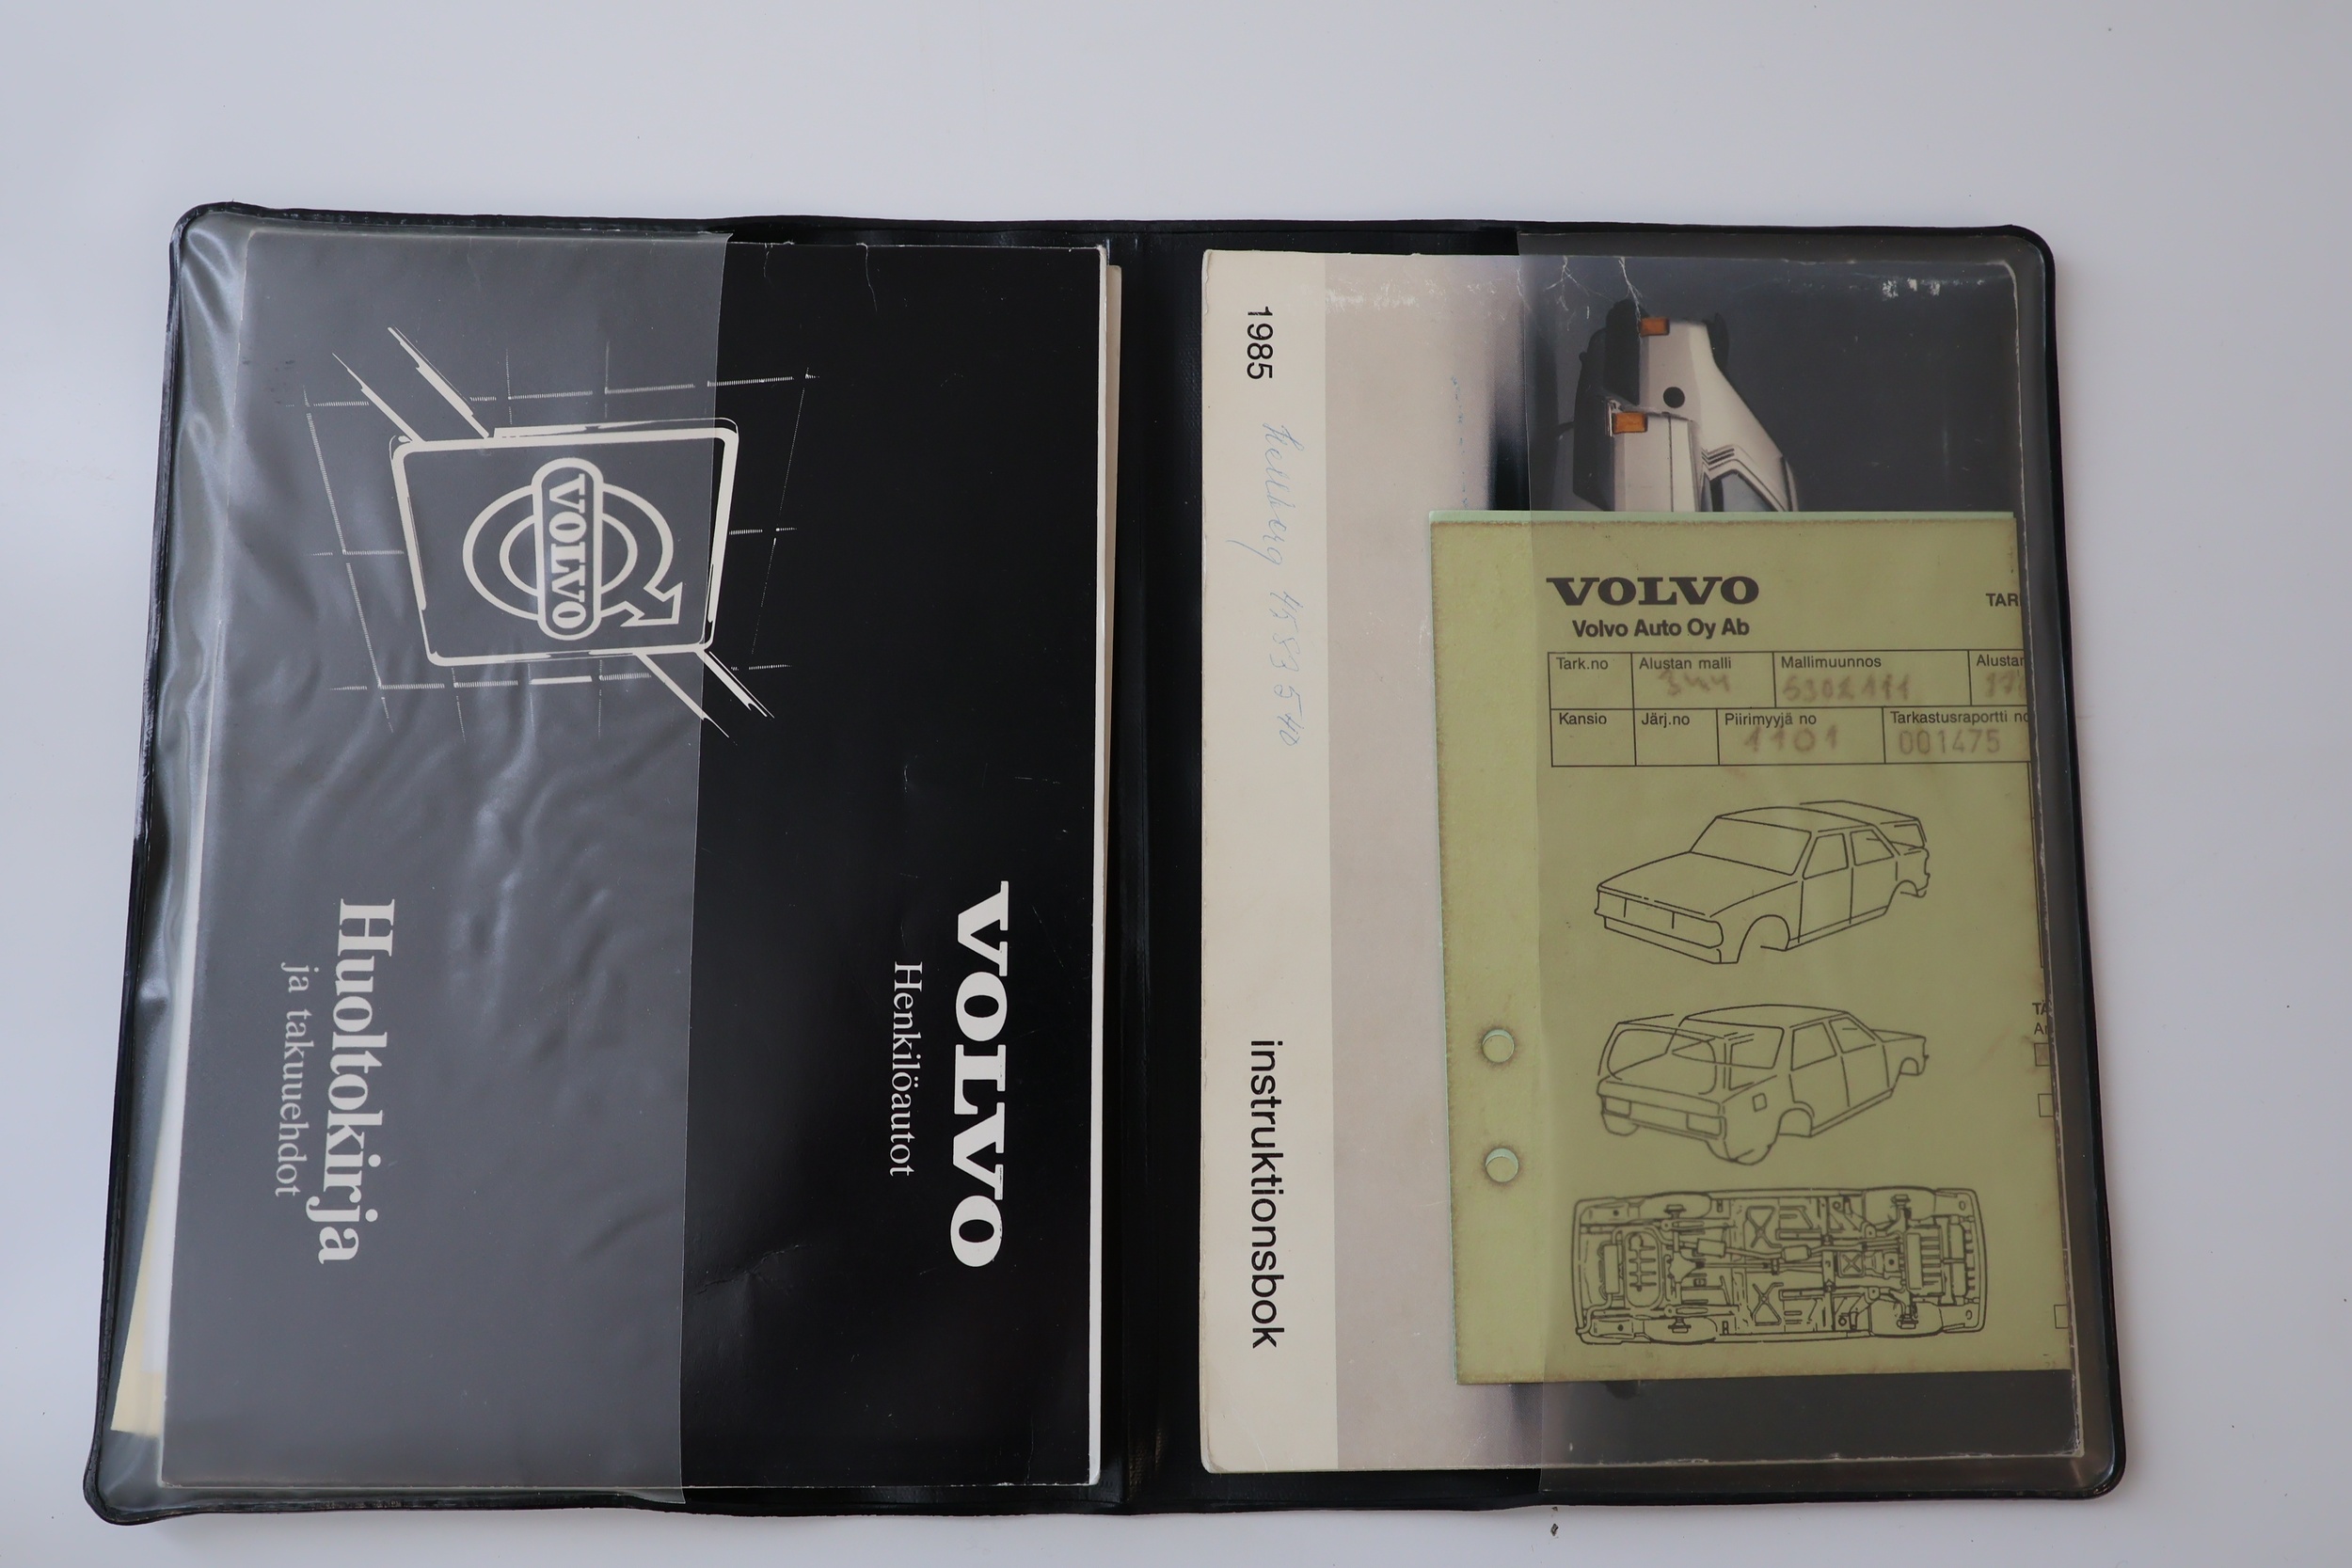 VOLVO
VOLVO
Henkilöautot
Huoltokirja
ja takuuehdot
1985
instruktionsbok
VOLVO
Volvo Auto Oy Ab
Tark.no
Alustan malli
344
Mallimuunnos
Kansio
Järj.no
Piirimyyjä no
1101
Tarkastusraportti no
001475